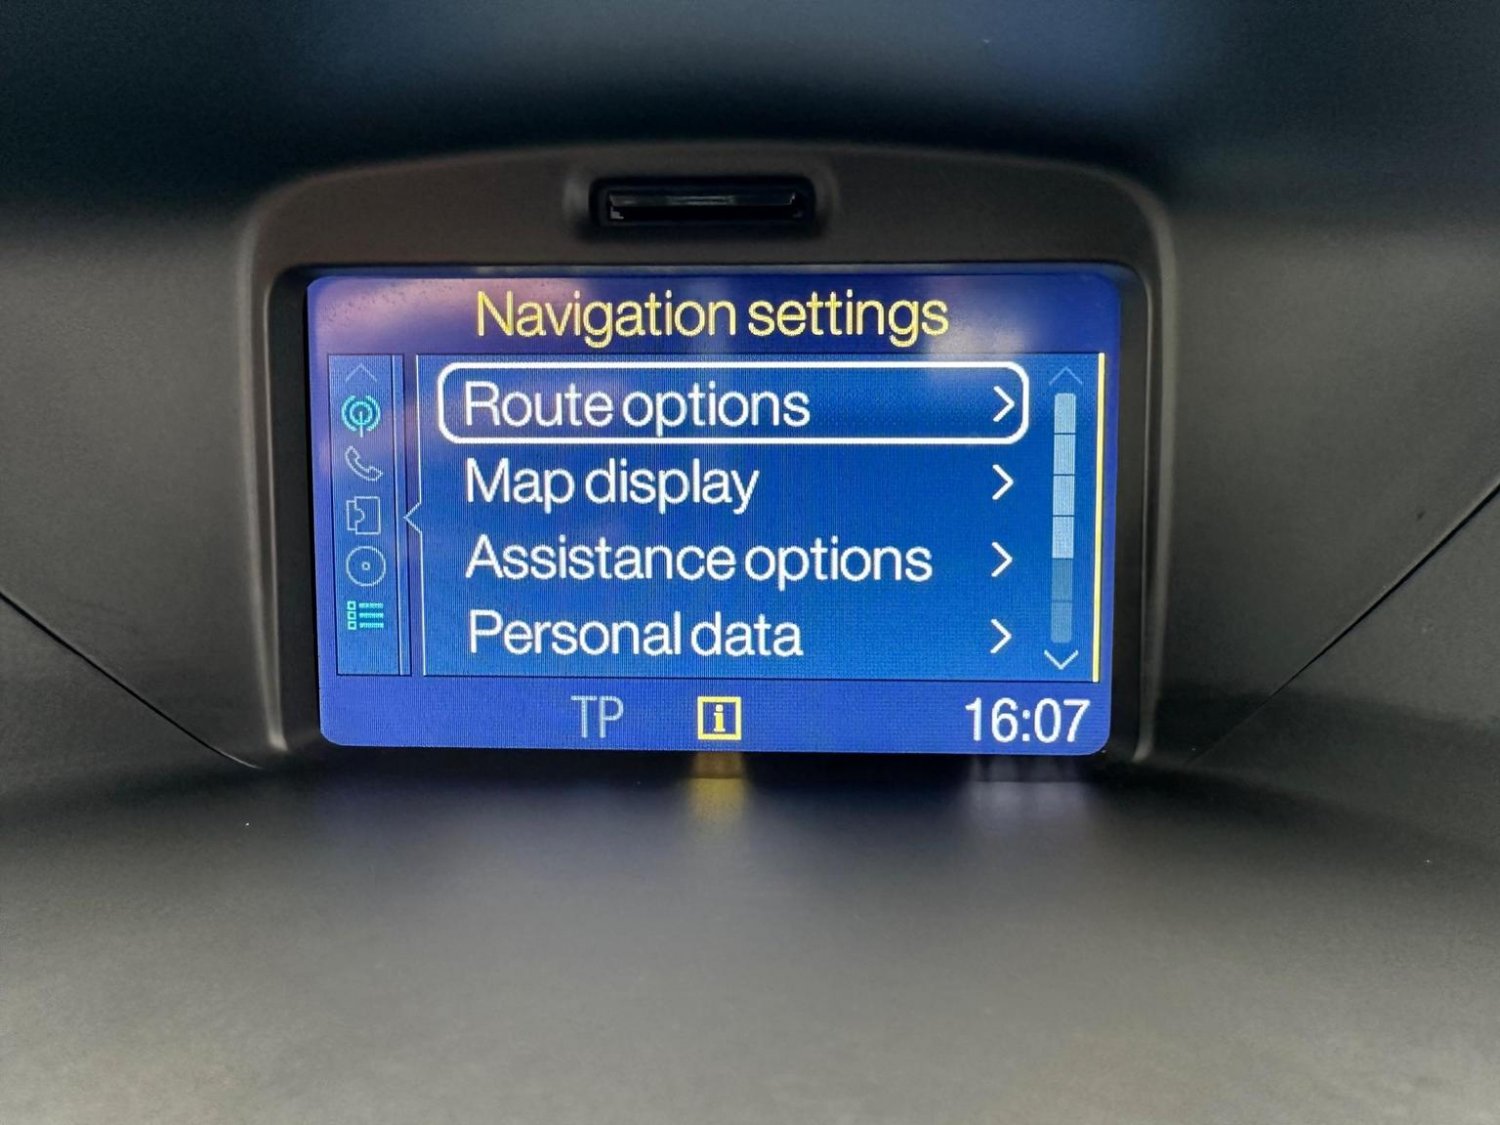 Navigation settings
Route options
Map display
Assistance options
Personal data
TP
i
16:07